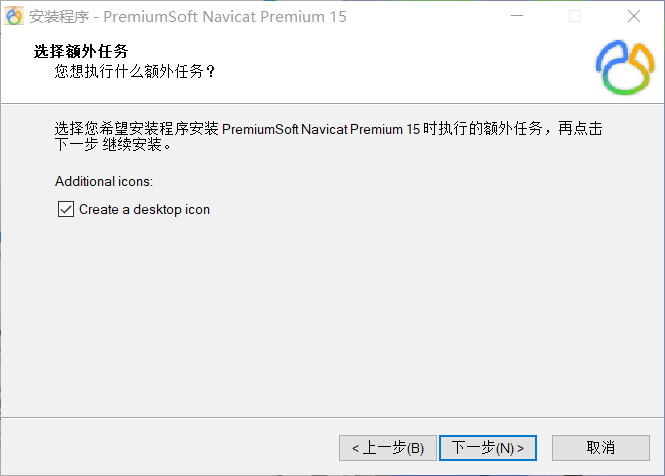 安装程序 - PremiumSoft Navicat Premium 15
选择额外任务
您想执行什么额外任务？
选择您希望安装程序安装 PremiumSoft Navicat Premium 15 时执行的额外任务，再点击
下一步 继续安装。
Additional icons:
Create a desktop icon
< 上一步(B)
下一步(N) >
取消